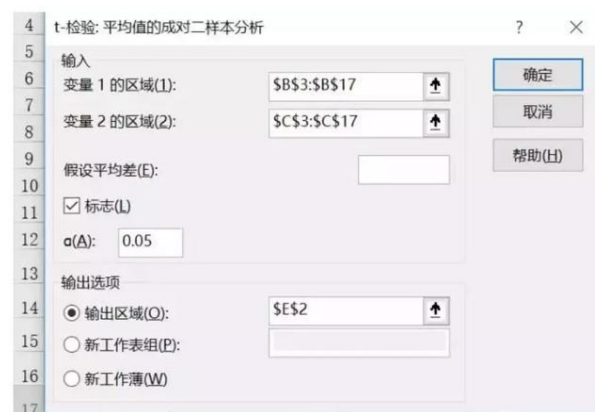 4
t-检验: 平均值的成对二样本分析
?
5
输入
6
变量 1 的区域(1):
$B$3:$B$17
确定
7
变量 2 的区域(2):
$C$3:$C$17
取消
8
9
假设平均差(E):
帮助(H)
10
11
标志(L)
12
α(A):
0.05
13
输出选项
14
输出区域(O):
$E$2
15
新工作表组(P):
16
新工作薄(W)
17